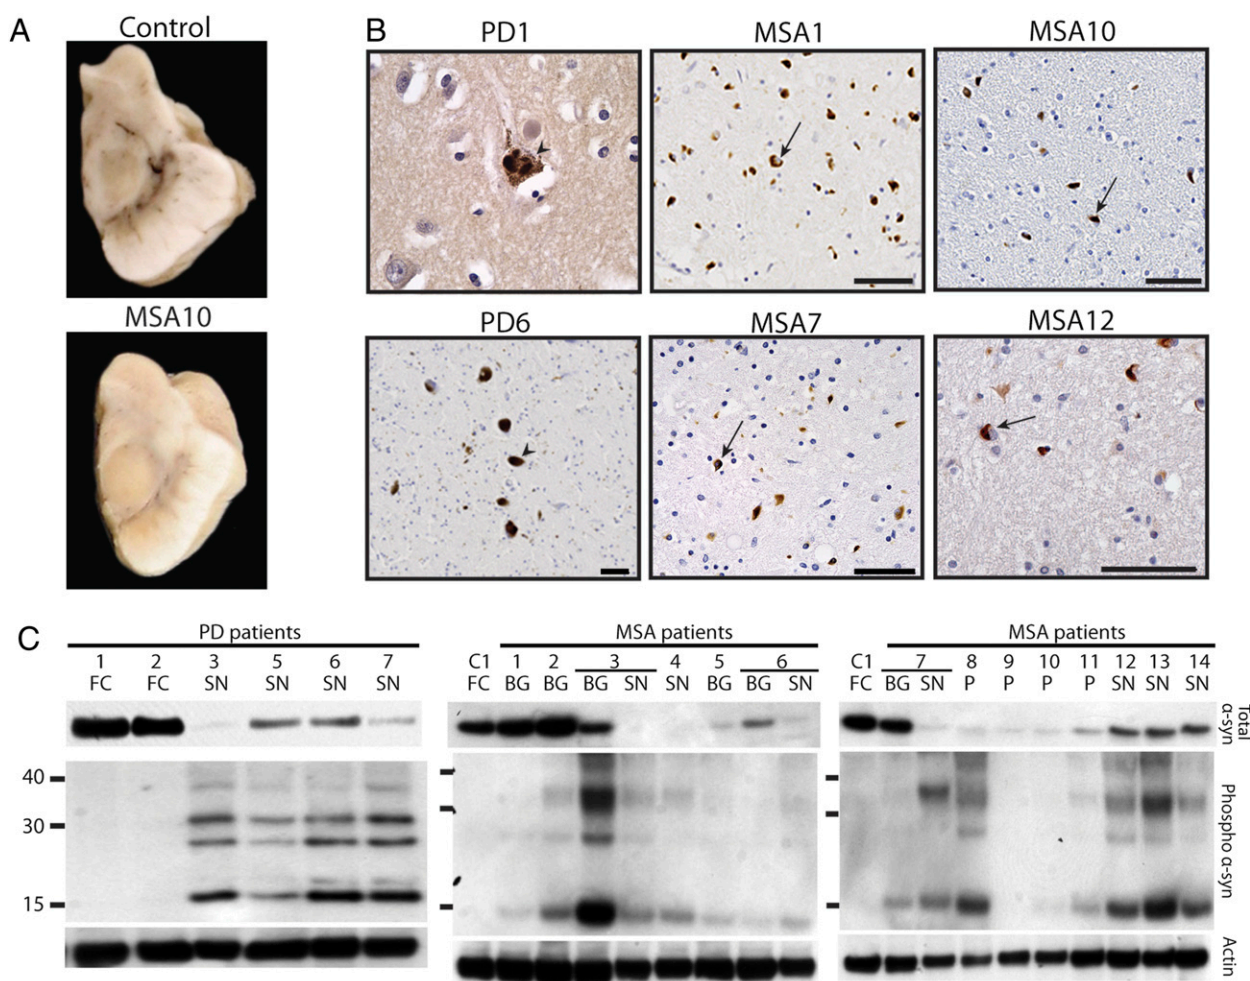 A
Control
MSA10
B
PD1 MSA1 MSA10
PD6 MSA7 MSA12
C
PD patients
1 2 3 5 6 7
FC FC SN SN SN SN
MSA patients
C1 1 2 3 4 5 6
FC BG BG BG SN SN BG BG SN
MSA patients
C1 7 8 9 10 11 12 13 14
FC BG SN P P P P SN SN SN
Total
α-syn
40
30
15
Phospho α-syn
Actin